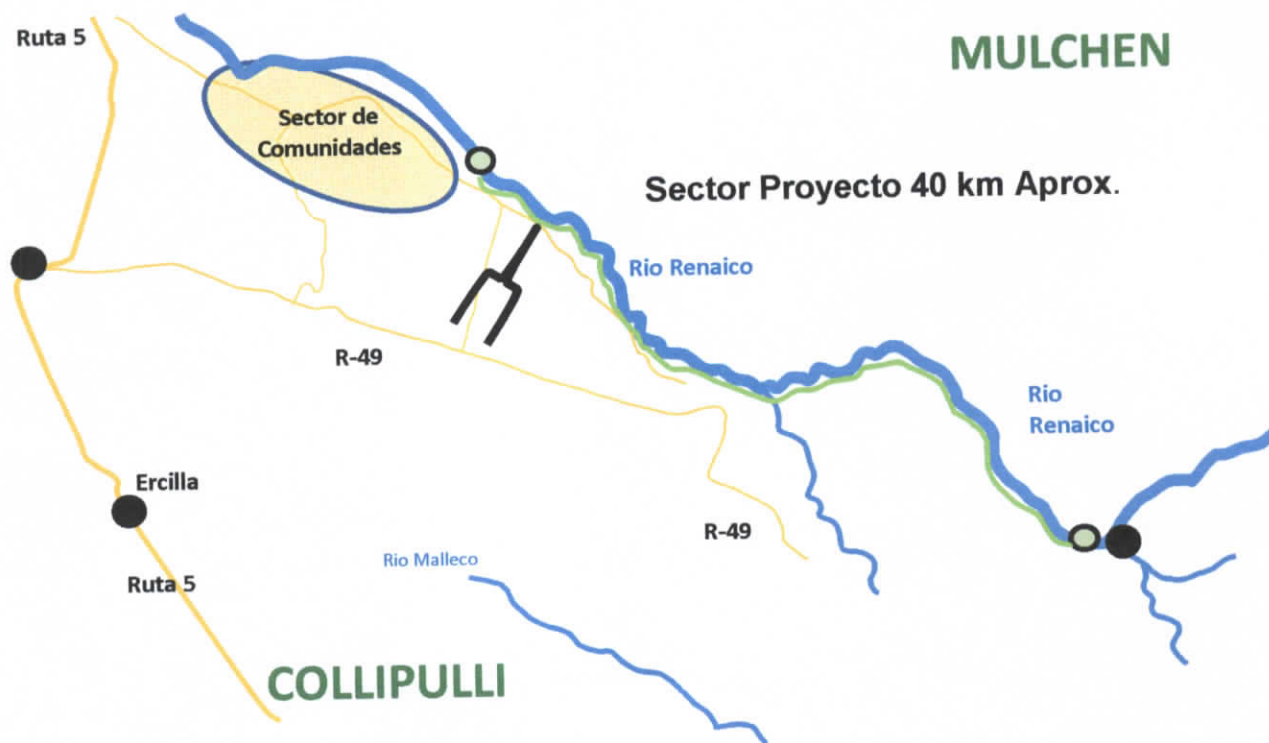 Ruta 5
MULCHEN
Sector de
Comunidades
Sector Proyecto 40 km Aprox.
Rio Renaico
R-49
Rio
Renaico
Ercilla
R-49
Rio Malleco
Ruta 5
COLLIPULLI